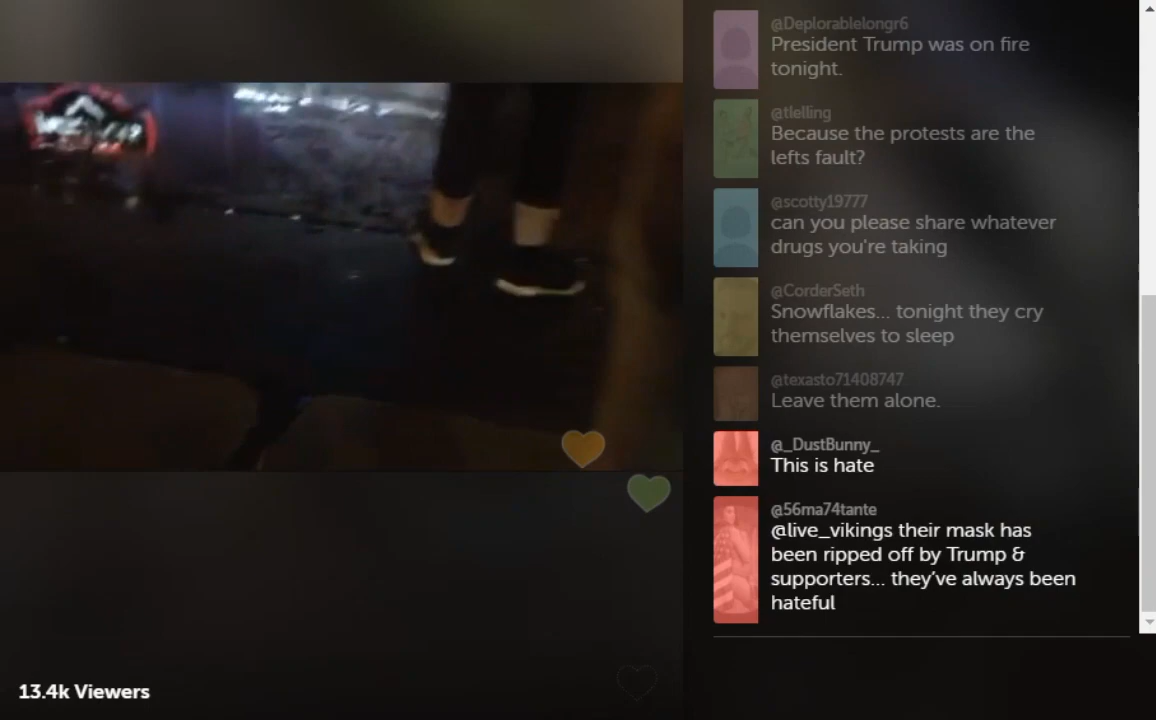 @Deplorablelongr6
President Trump was on fire
tonight.
@tlelling
Because the protests are the
lefts fault?
@scotty19777
can you please share whatever
drugs you're taking
@CorderSeth
Snowflakes... tonight they cry
themselves to sleep
@texasto71408747
Leave them alone.
@_DustBunny_
This is hate
@56ma74tante
@live_vikings their mask has
been ripped off by Trump &
supporters... they've always been
hateful
13.4k Viewers